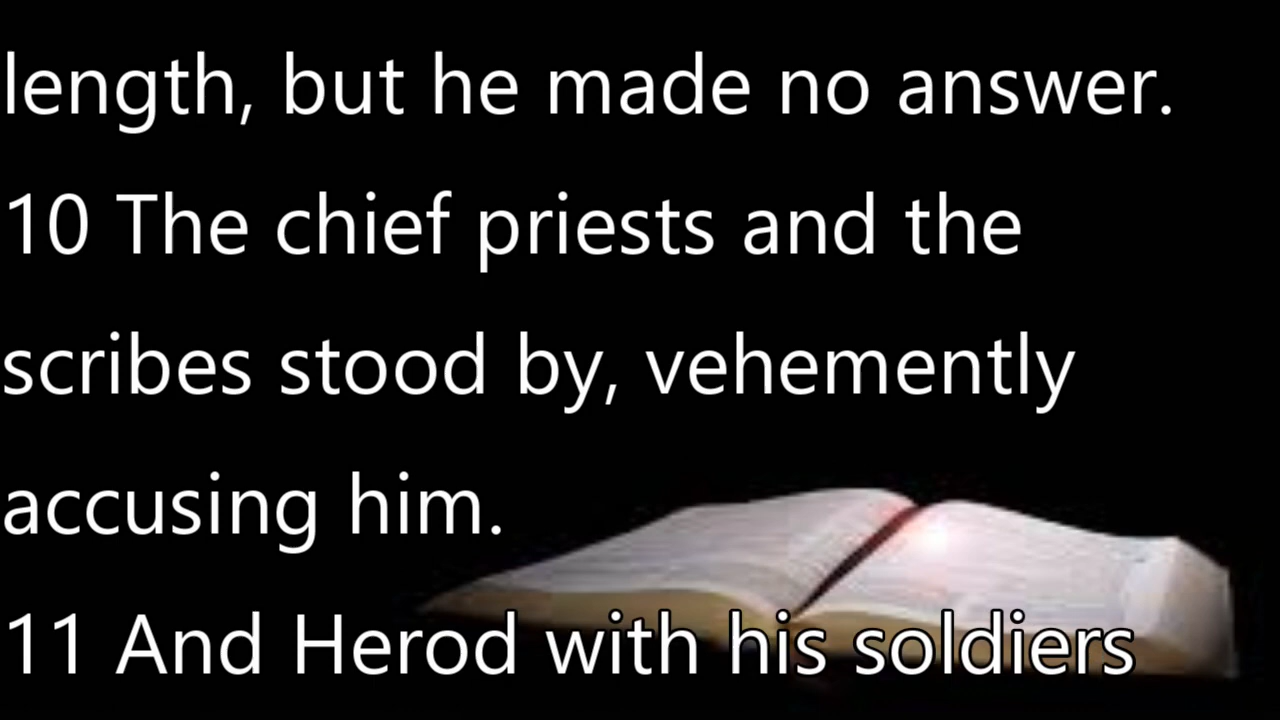 length, but he made no answer.
10 The chief priests and the
scribes stood by, vehemently
accusing him.
11 And Herod with his soldiers